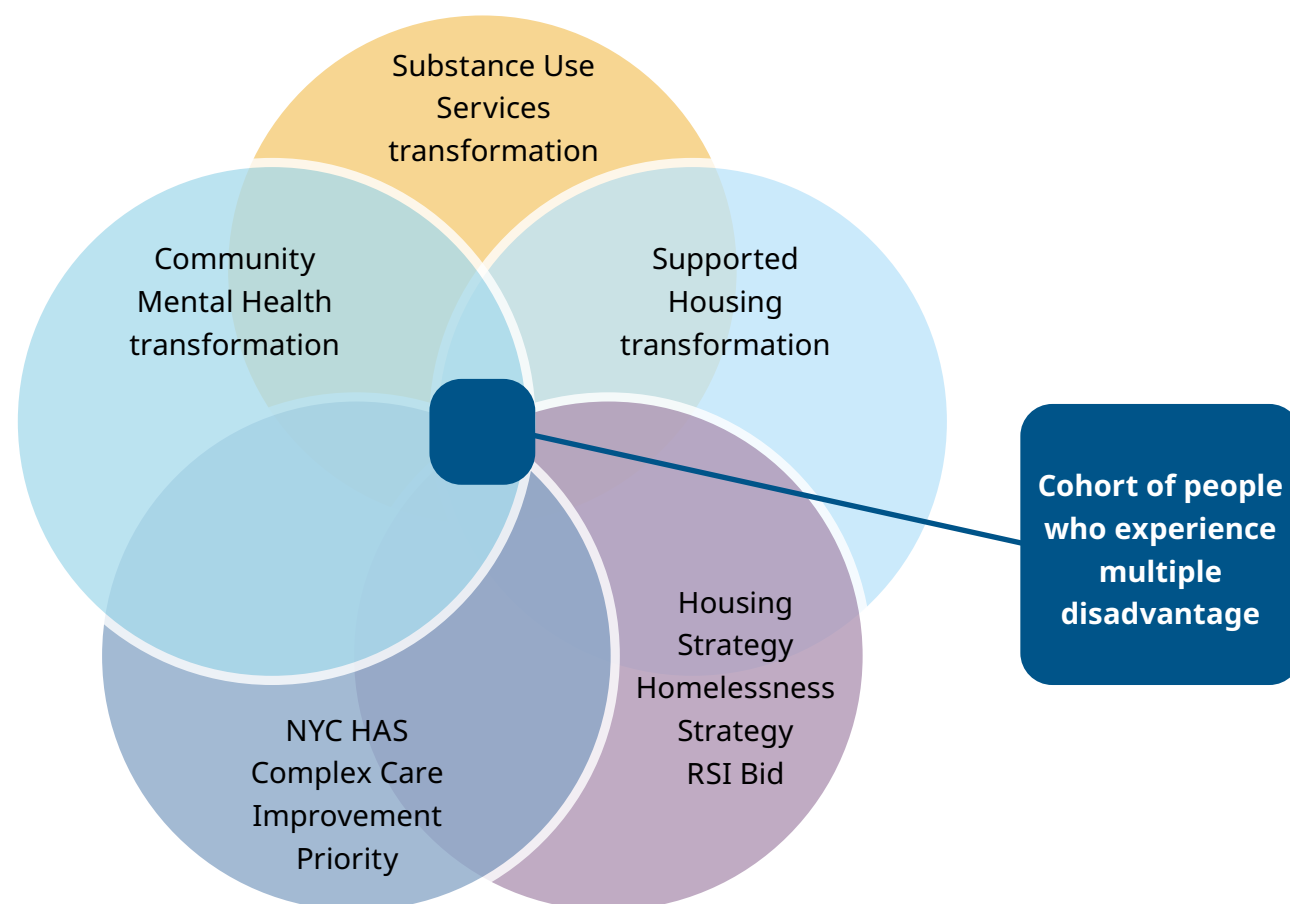 Substance Use
Services
transformation
Community
Mental Health
transformation
Supported
Housing
transformation
Cohort of people
who experience
multiple
disadvantage
Housing
Strategy
Homelessness
Strategy
RSI Bid
NYC HAS
Complex Care
Improvement
Priority